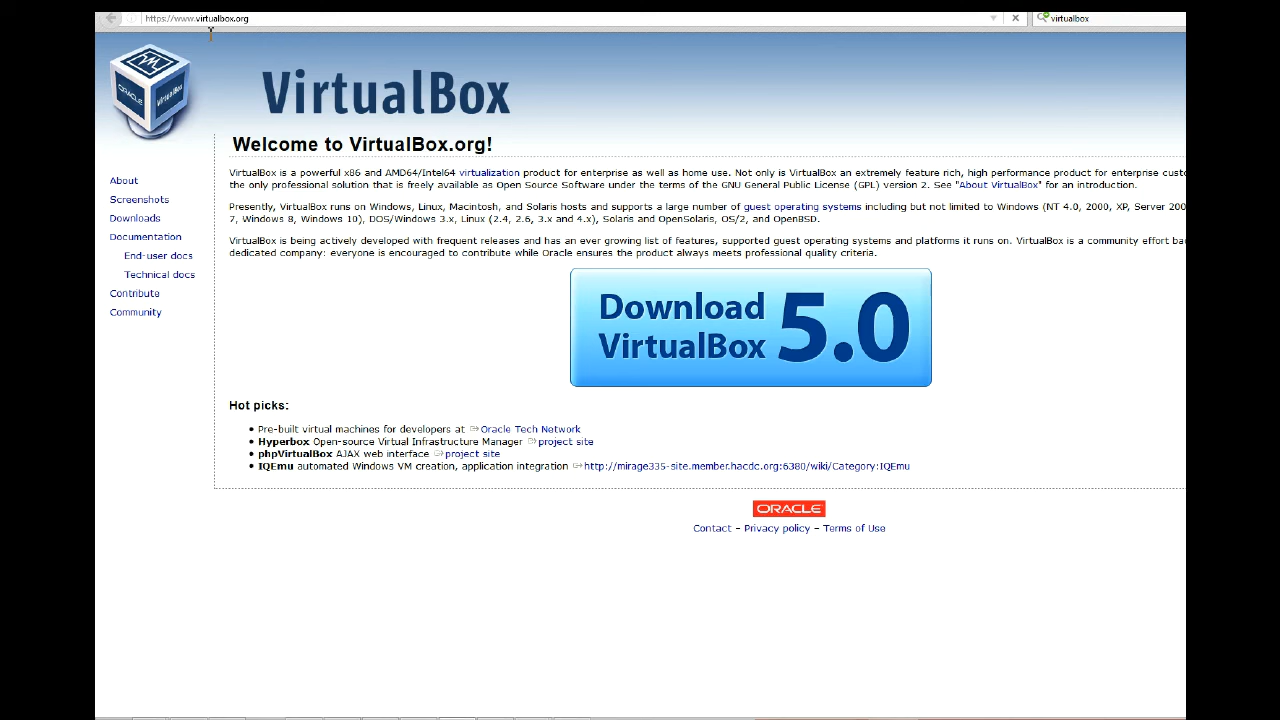 https://www.virtualbox.org
virtualbox
ORACLE
VirtualBox
VirtualBox
Welcome to VirtualBox.org!
About
Screenshots
Downloads
Documentation
End-user docs
Technical docs
Contribute
Community
VirtualBox is a powerful x86 and AMD64/Intel64 virtualization product for enterprise as well as home use. Not only is VirtualBox an extremely feature rich, high performance product for enterprise
the only professional solution that is freely available as Open Source Software under the terms of the GNU General Public License (GPL) version 2. See "About VirtualBox" for an introduction.
Presently, VirtualBox runs on Windows, Linux, Macintosh, and Solaris hosts and supports a large number of guest operating systems including but not limited to Windows (NT 4.0, 2000, XP, Server
7, Windows 8, Windows 10), DOS/Windows 3.x, Linux (2.4, 2.6, 3.x and 4.x), Solaris and OpenSolaris, OS/2, and OpenBSD.
VirtualBox is being actively developed with frequent releases and has an ever growing list of features, supported guest operating systems and platforms it runs on. VirtualBox is a community effort
dedicated company: everyone is encouraged to contribute while Oracle ensures the product always meets professional quality criteria.
Download
VirtualBox 5.0
Hot picks:
• Pre-built virtual machines for developers at Oracle Tech Network
• Hyperbox Open-source Virtual Infrastructure Manager project site
• phpVirtualBox AJAX web interface project site
• IQEmu automated Windows VM creation, application integration http://mirage335-site.member.hacdc.org:6380/wiki/Category:IQEmu
ORACLE
Contact – Privacy policy – Terms of Use